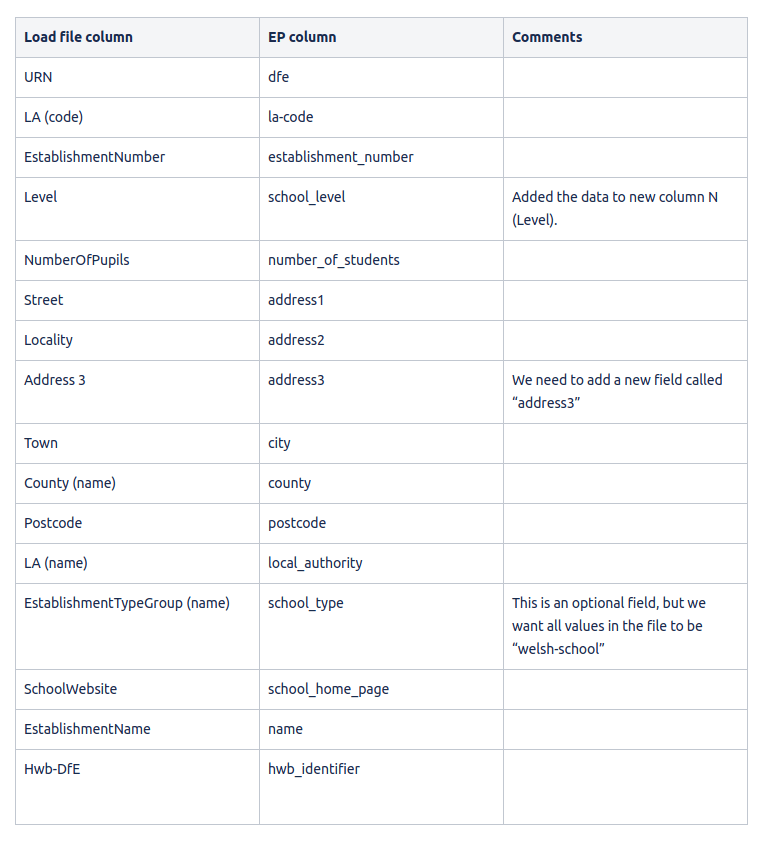 Load file column EP column Comments
URN dfe
LA (code) la-code
EstablishmentNumber establishment_number
Level school_level Added the data to new column N
(Level).
NumberOfPupils number_of_students
Street address1
Locality address2
Address 3 address3 We need to add a new field called
“address3”
Town city
County (name) county
Postcode postcode
LA (name) local_authority
EstablishmentTypeGroup (name) school_type This is an optional field, but we
want all values in the file to be
“welsh-school”
SchoolWebsite school_home_page
EstablishmentName name
Hwb-DfE hwb_identifier